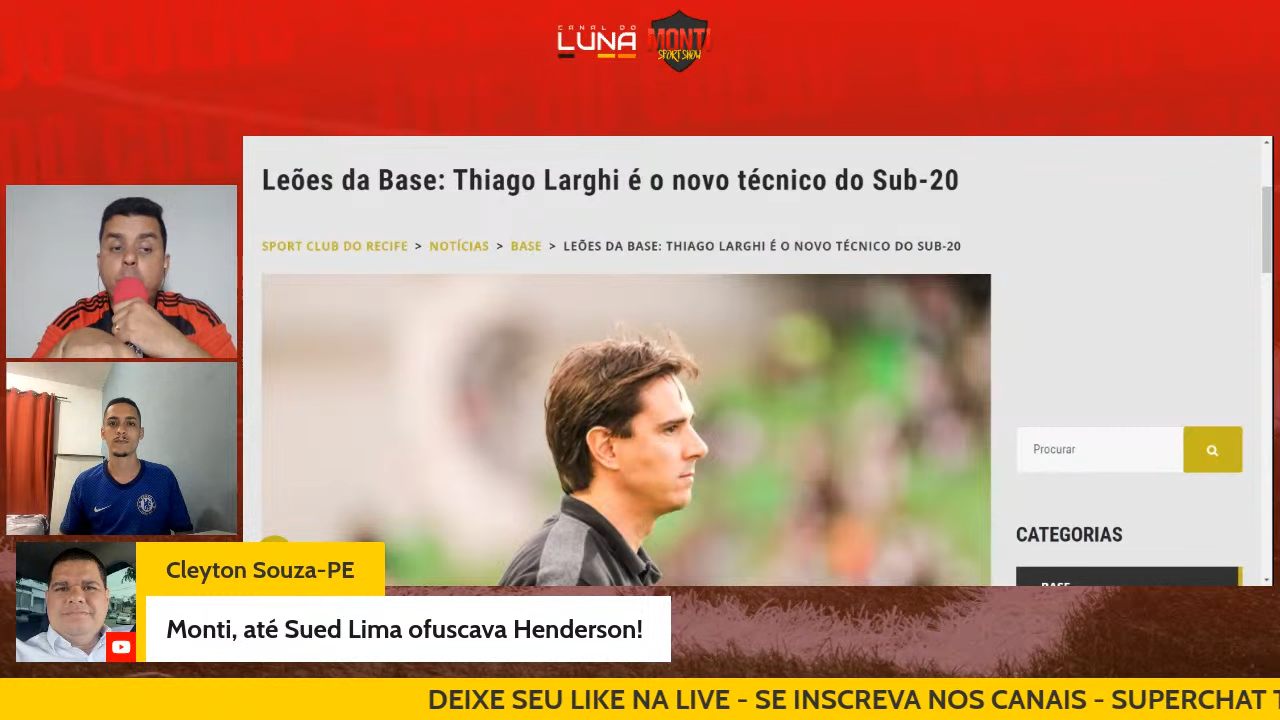 CANAL DO
LUNA
MONTI
SPORT SHOW
Leões da Base: Thiago Larghi é o novo técnico do Sub-20
SPORT CLUB DO RECIFE > NOTÍCIAS > BASE > LEÕES DA BASE: THIAGO LARGHI É O NOVO TÉCNICO DO SUB-20
Procurar
CATEGORIAS
BASE
Cleyton Souza-PE
Monti, até Sued Lima ofuscava Henderson!
DEIXE SEU LIKE NA LIVE - SE INSCREVA NOS CANAIS - SUPERCHAT